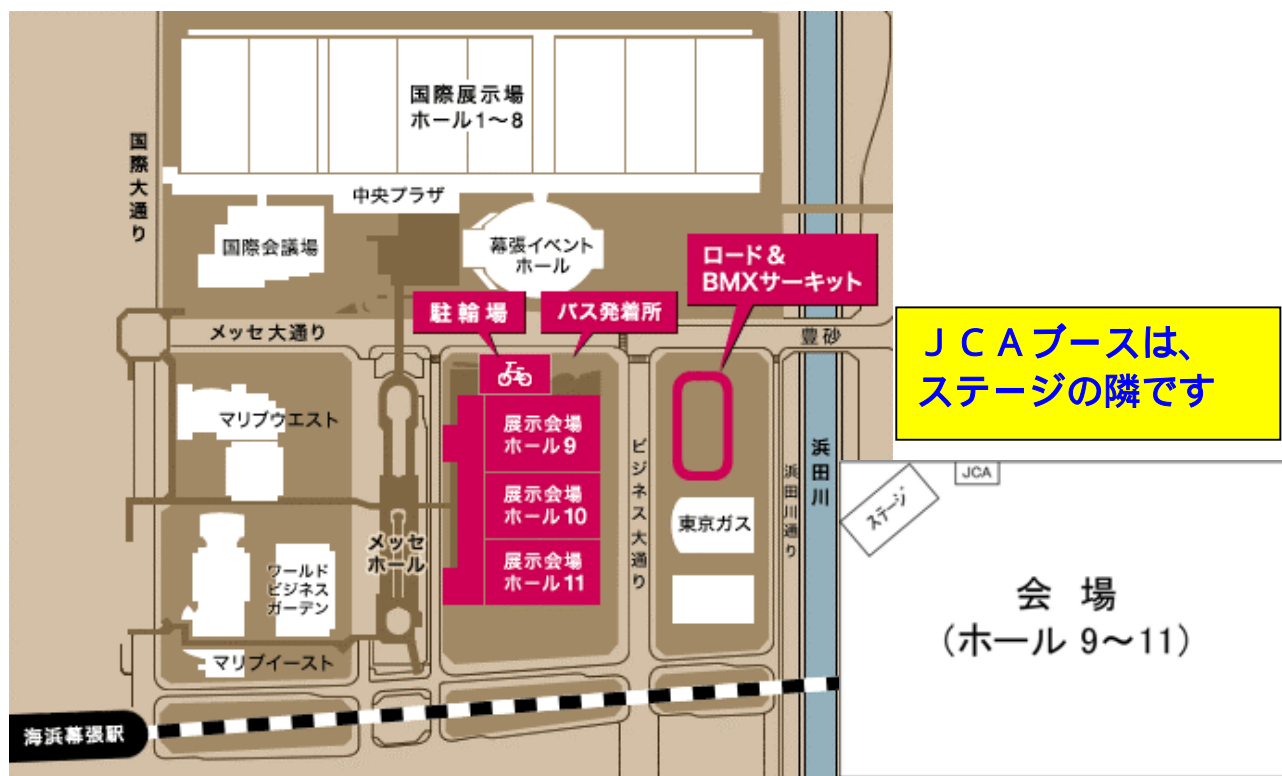 国際展示場
ホール1～8
国際大通り
中央プラザ
国際会議場
幕張イベント
ホール
ロード＆
BMXサーキット
駐輪場
バス発着所
メッセ大通り
豊砂
ＪＣＡブースは、
ステージの隣です
マリブウエスト
展示会場
ホール9
展示会場
ホール10
展示会場
ホール11
ビジネス大通り
浜田川
浜田川通り
東京ガス
メッセ
ホール
ワールド
ビジネス
ガーデン
マリブイースト
海浜幕張駅
JCA
ステージ
会 場
(ホール 9～11)